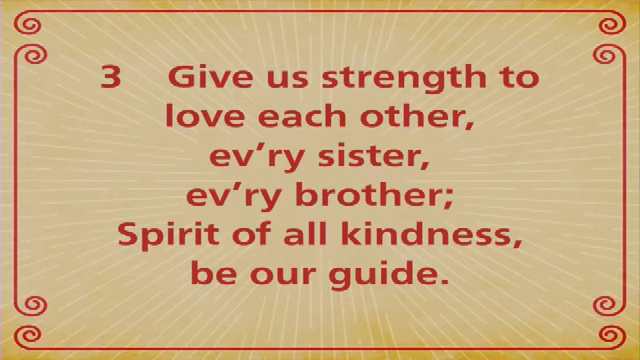 3 Give us strength to
love each other,
ev’ry sister,
ev’ry brother;
Spirit of all kindness,
be our guide.